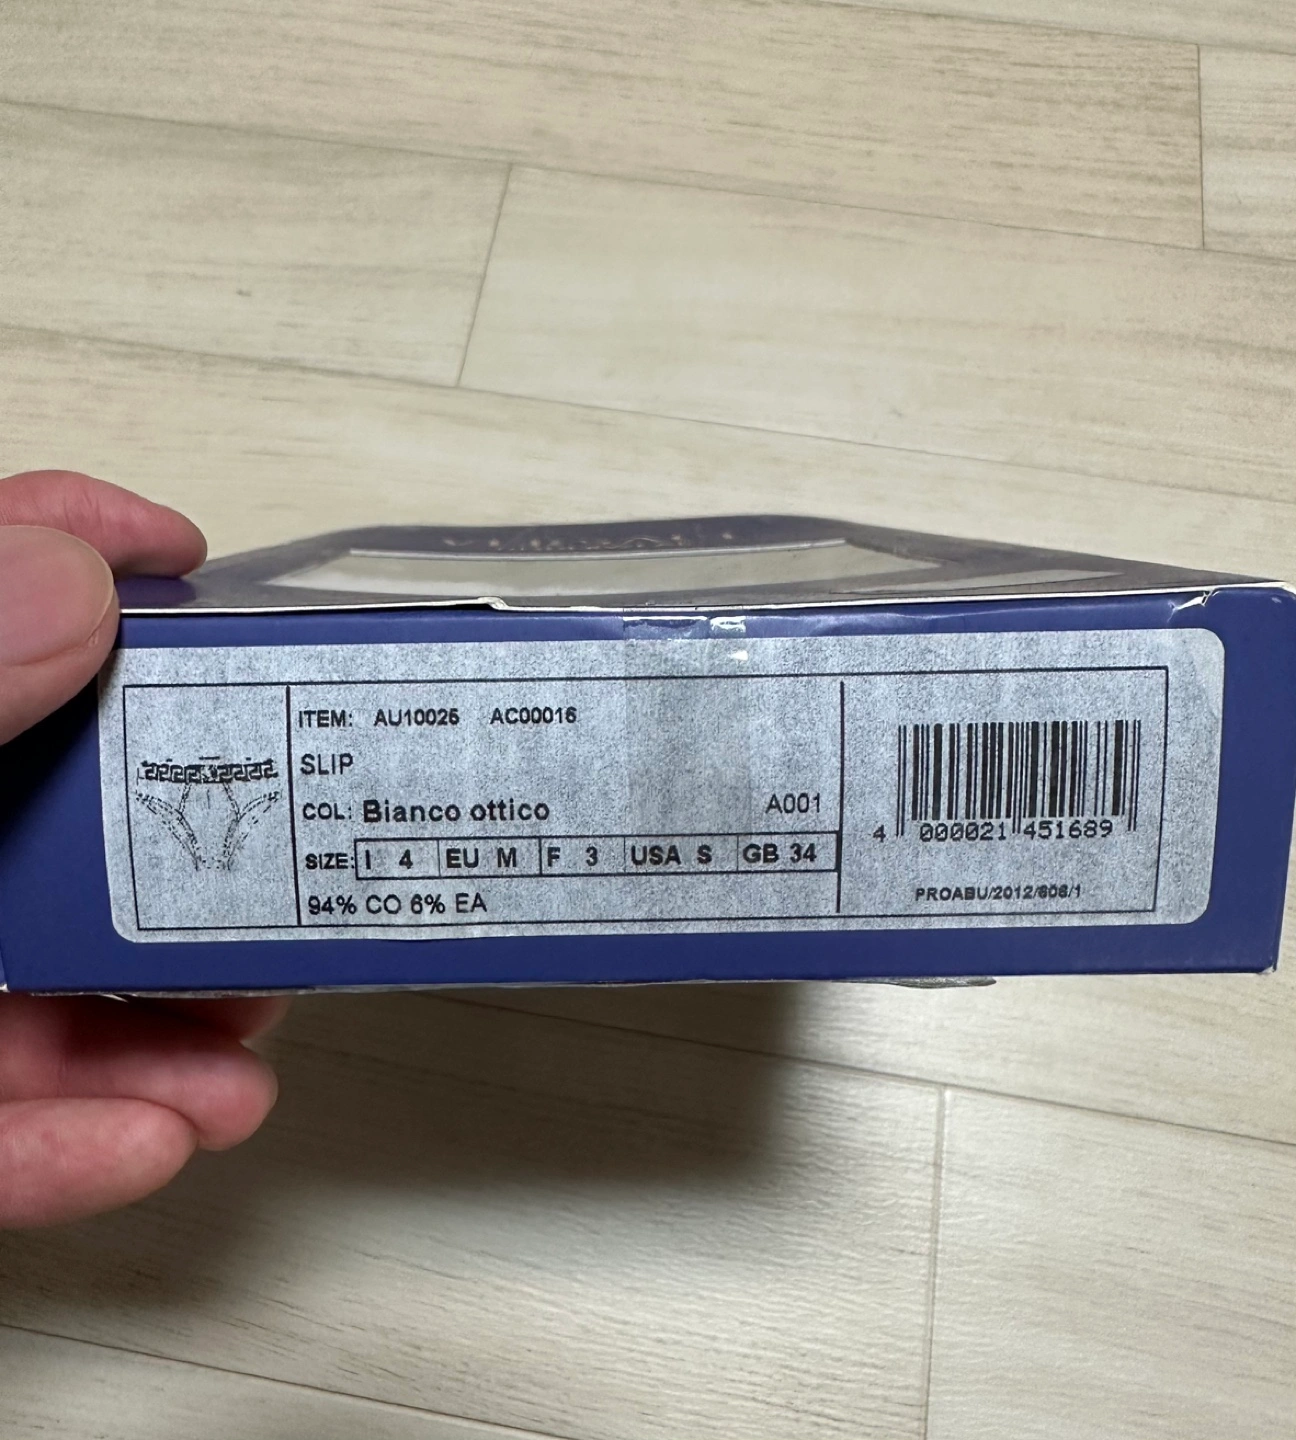 ITEM: AU10025 AC00016
SLIP
COL: Bianco ottico A001
SIZE: I 4 EU M F 3 USA S GB 34
94% CO 6% EA
4 000021 451689
PROABU/2012/606/1